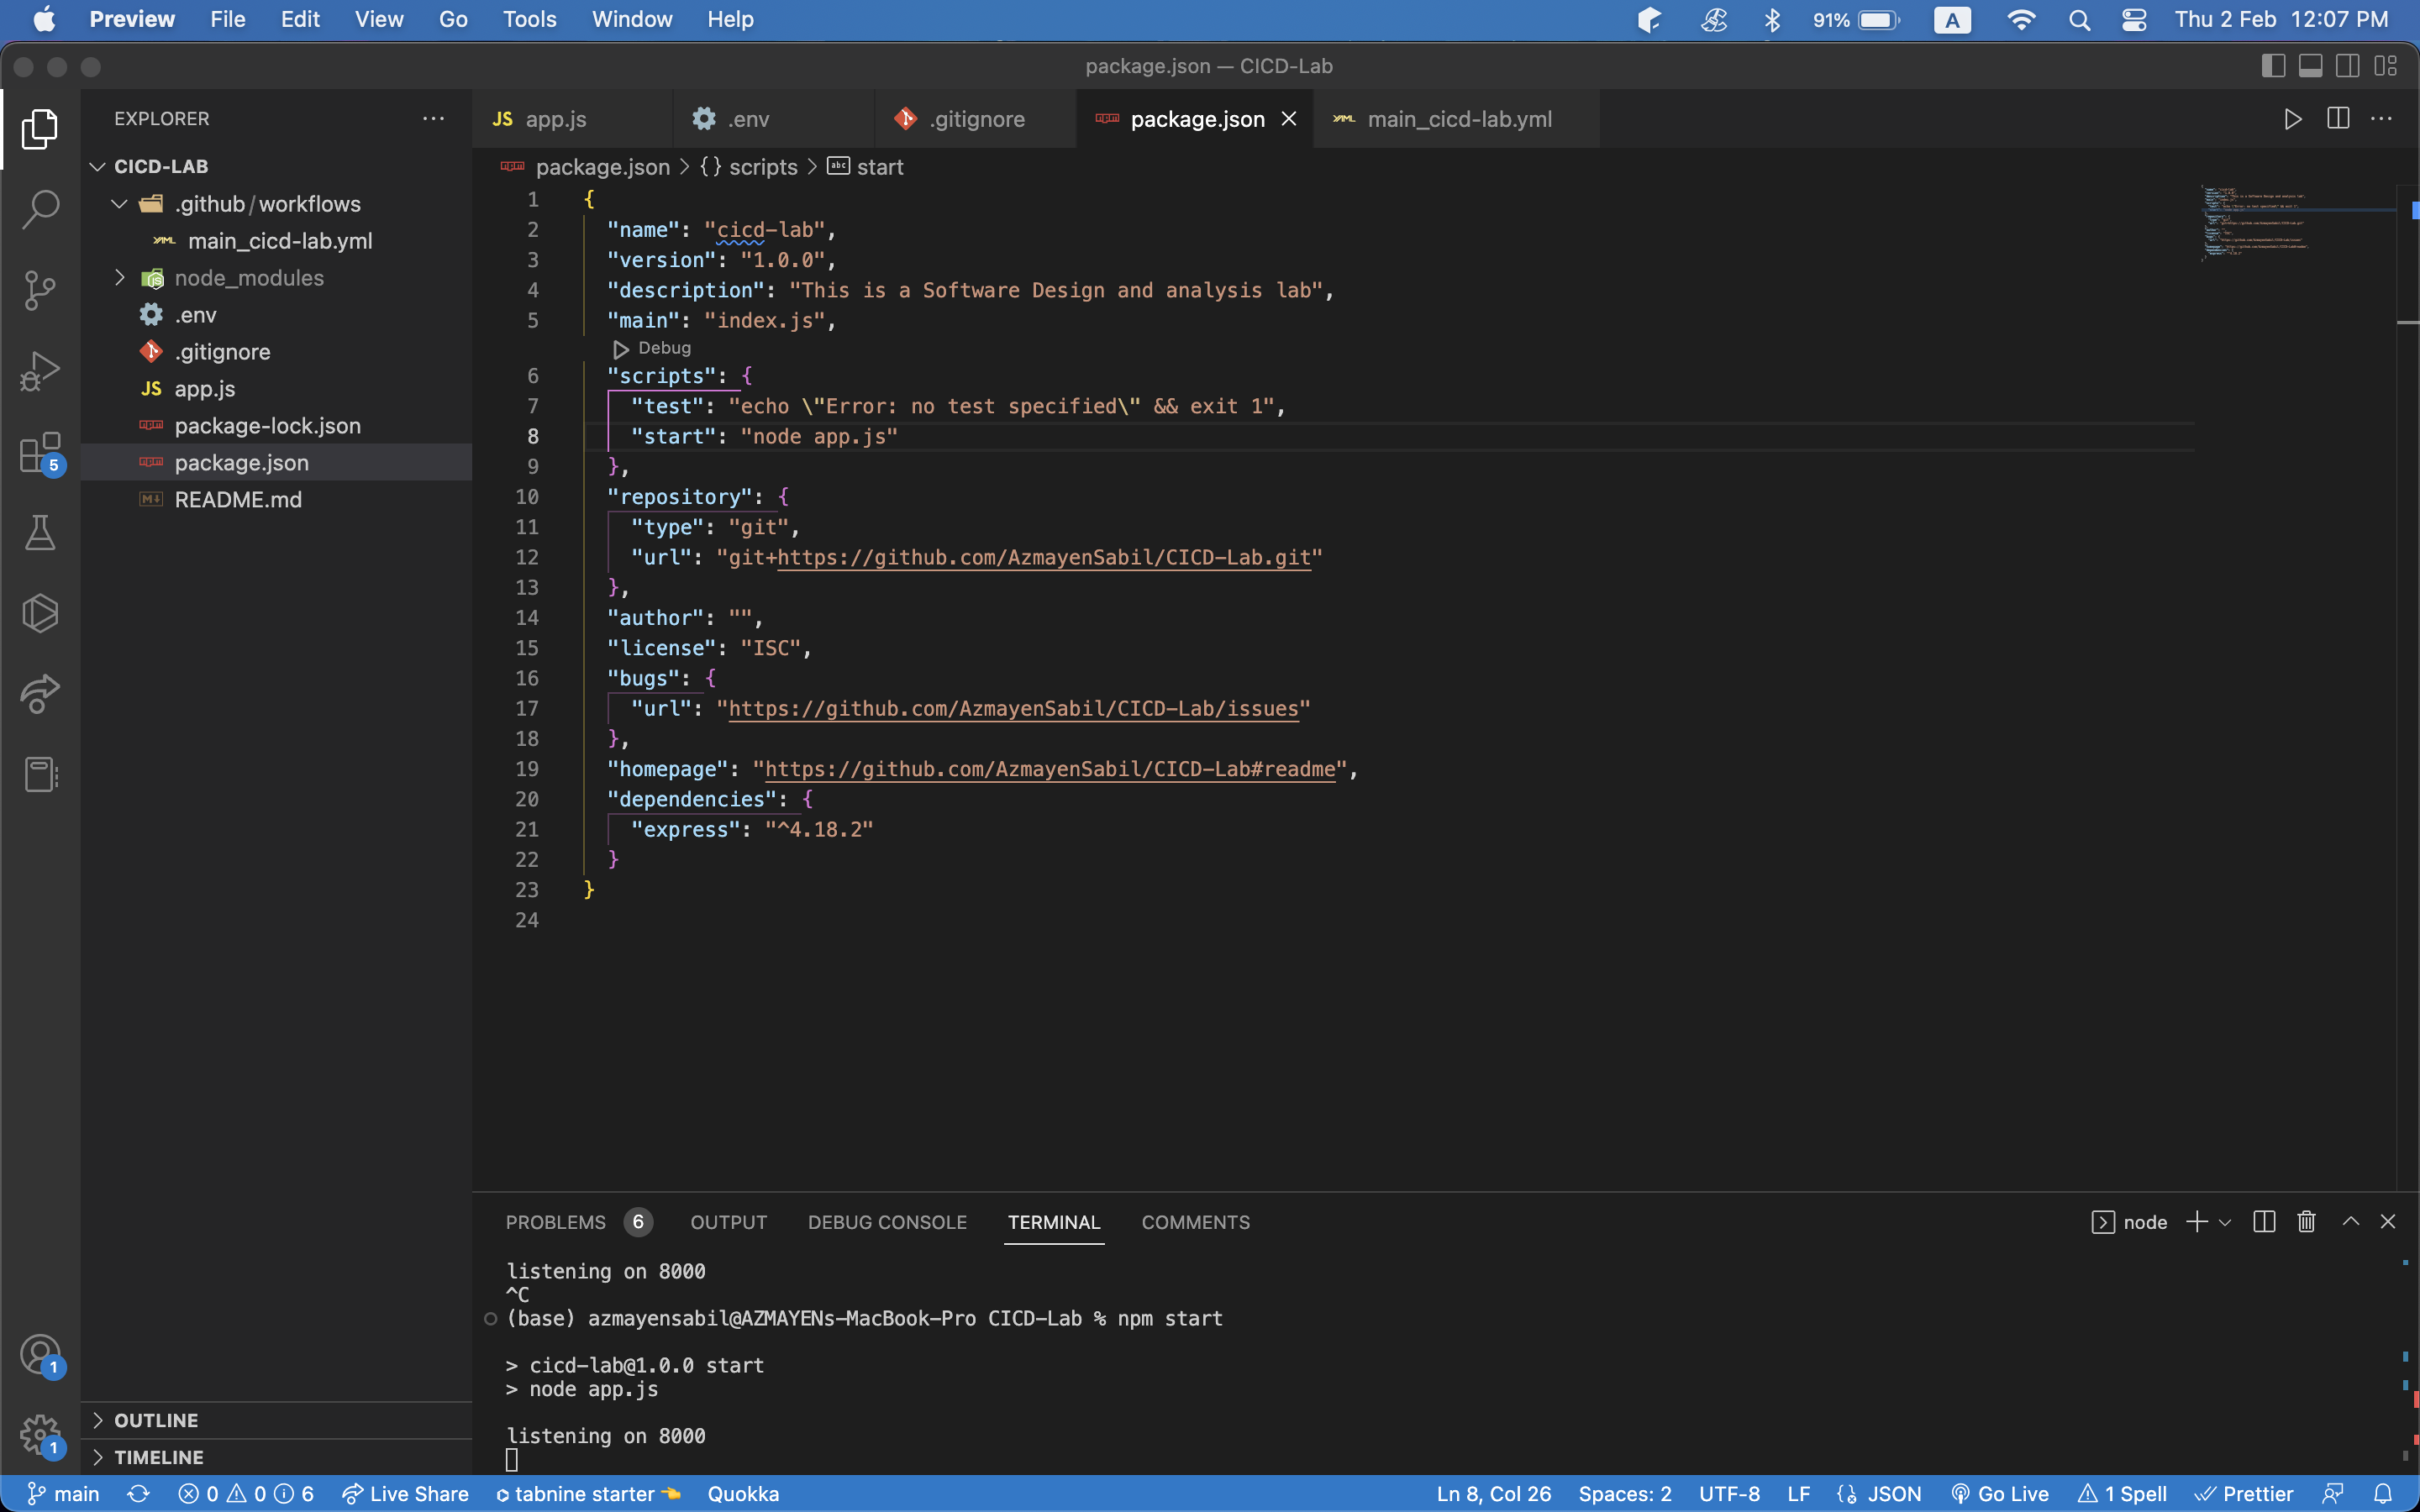 Preview File Edit View Go Tools Window Help 91% A Thu 2 Feb 12:07 PM
package.json — CICD-Lab
EXPLORER
CICD-LAB
.github/workflows
main_cicd-lab.yml
node_modules
.env
.gitignore
JS app.js
package-lock.json
package.json
README.md
OUTLINE
TIMELINE
5
1
1
JS app.js .env .gitignore package.json main_cicd-lab.yml
package.json > {} scripts > abc start
1 {
2 "name": "cicd-lab",
3 "version": "1.0.0",
4 "description": "This is a Software Design and analysis lab",
5 "main": "index.js",
Debug
6 "scripts": {
7 "test": "echo \"Error: no test specified\" && exit 1",
8 "start": "node app.js"
9 },
10 "repository": {
11 "type": "git",
12 "url": "git+https://github.com/AzmayenSabil/CICD-Lab.git"
13 },
14 "author": "",
15 "license": "ISC",
16 "bugs": {
17 "url": "https://github.com/AzmayenSabil/CICD-Lab/issues"
18 },
19 "homepage": "https://github.com/AzmayenSabil/CICD-Lab#readme",
20 "dependencies": {
21 "express": "^4.18.2"
22 }
23 }
24
PROBLEMS 6 OUTPUT DEBUG CONSOLE TERMINAL COMMENTS node
listening on 8000
^C
(base) azmayensabil@AZMAYENs-MacBook-Pro CICD-Lab % npm start
> cicd-lab@1.0.0 start
> node app.js
listening on 8000
main 0 0 6 Live Share tabnine starter Quokka Ln 8, Col 26 Spaces: 2 UTF-8 LF {} JSON Go Live 1 Spell Prettier